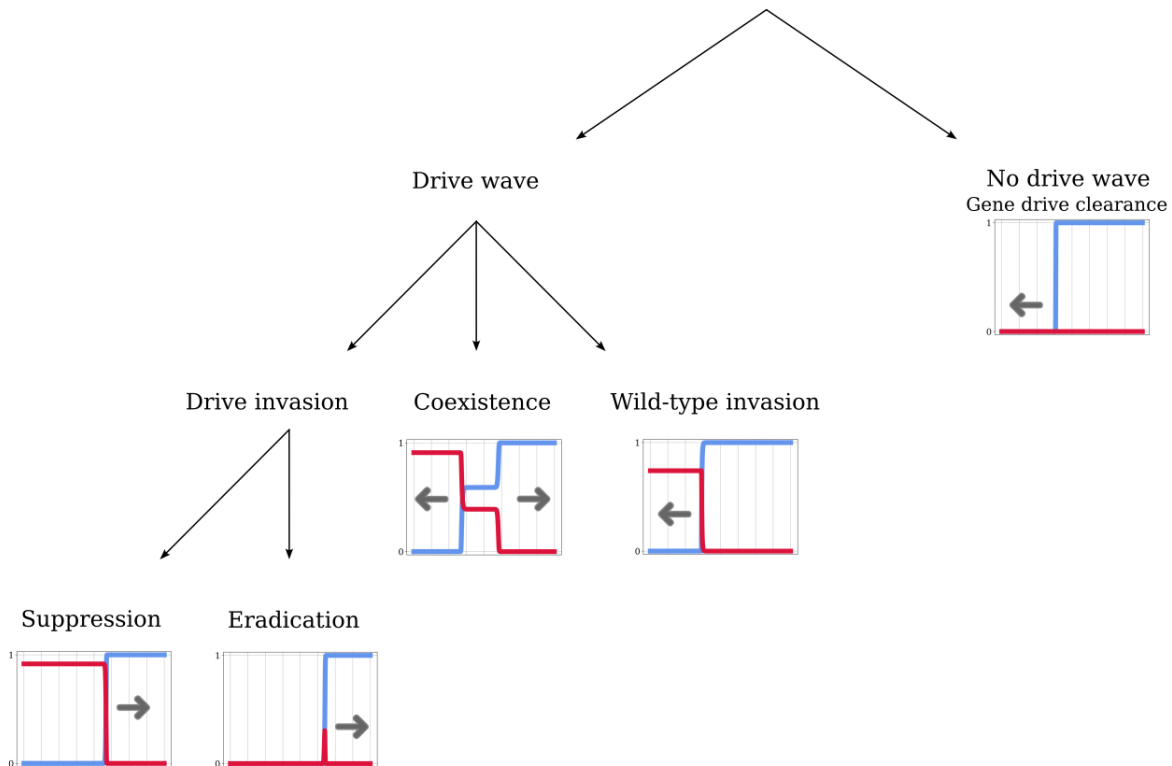 Drive wave
No drive wave
Gene drive clearance
1
0
Drive invasion
Coexistence
Wild-type invasion
1
0
1
0
Suppression
Eradication
1
0
1
0